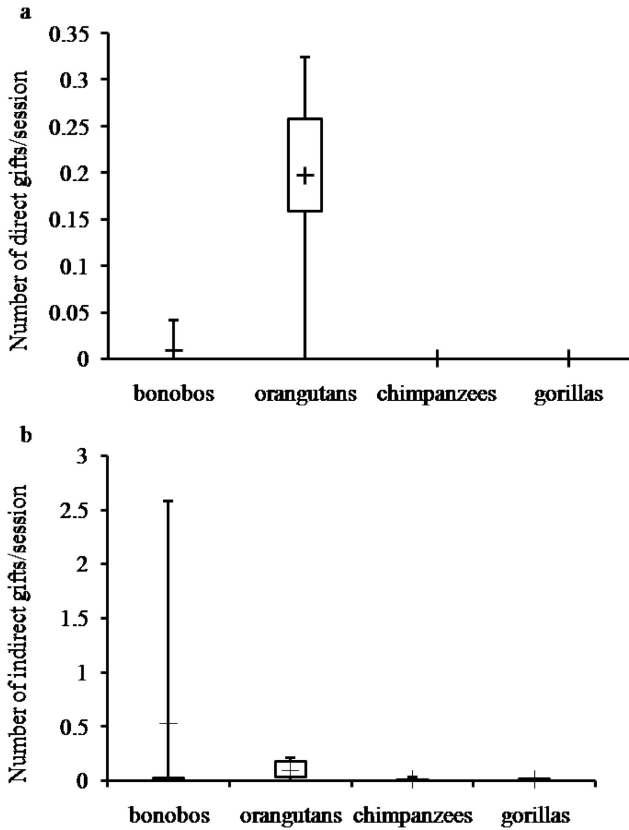 a
Number of direct gifts/session
0.35
0.3
0.25
0.2
0.15
0.1
0.05
0
bonobos orangutans chimpanzees gorillas
b
Number of indirect gifts/session
3
2.5
2
1.5
1
0.5
0
bonobos orangutans chimpanzees gorillas